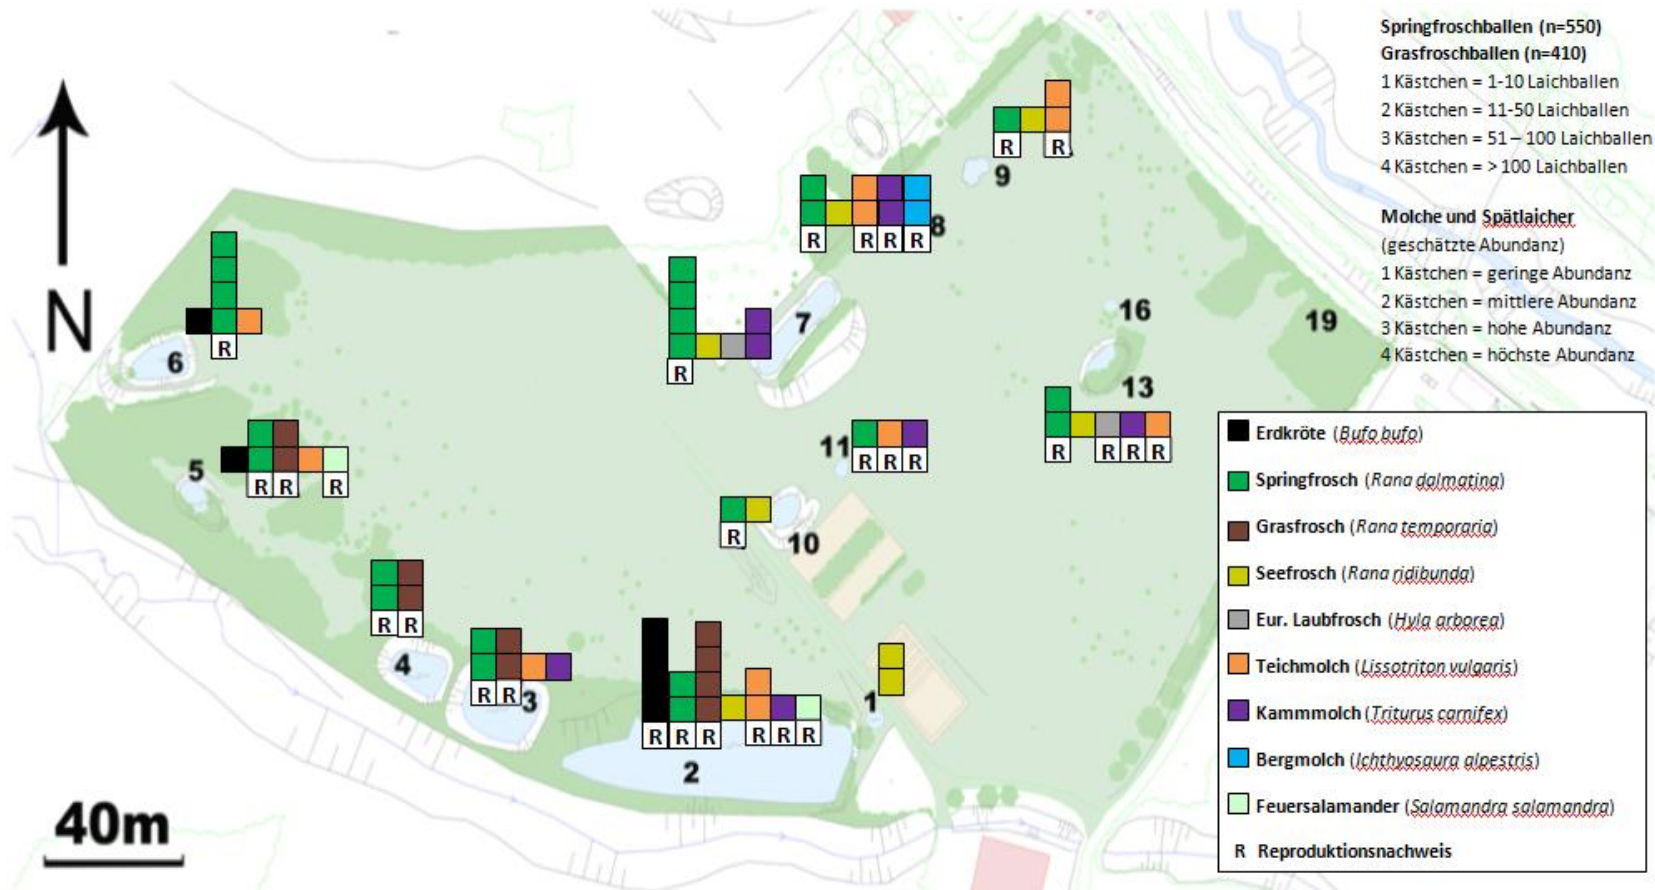 Springfroschballen (n=550)
Grasfroschballen (n=410)
1 Kästchen = 1-10 Laichballen
2 Kästchen = 11-50 Laichballen
3 Kästchen = 51 – 100 Laichballen
4 Kästchen = > 100 Laichballen
Molche und Spätlaicher
(geschätzte Abundanz)
1 Kästchen = geringe Abundanz
2 Kästchen = mittlere Abundanz
3 Kästchen = hohe Abundanz
4 Kästchen = höchste Abundanz
N
R R
9
R R R R
8
R
6
R
7
16
19
13
R R R R
11
R R R
5
R R R
R
10
R R
4
R R
3
R R R R R R
2
1
40m
Erdkröte (Bufo bufo)
Springfrosch (Rana dalmatina)
Grasfrosch (Rana temporaria)
Seefrosch (Rana ridibunda)
Eur. Laubfrosch (Hyla arborea)
Teichmolch (Lissotriton vulgaris)
Kammmolch (Triturus carnifex)
Bergmolch (Ichthyosaura alpestris)
Feuersalamander (Salamandra salamandra)
R Reproduktionsnachweis